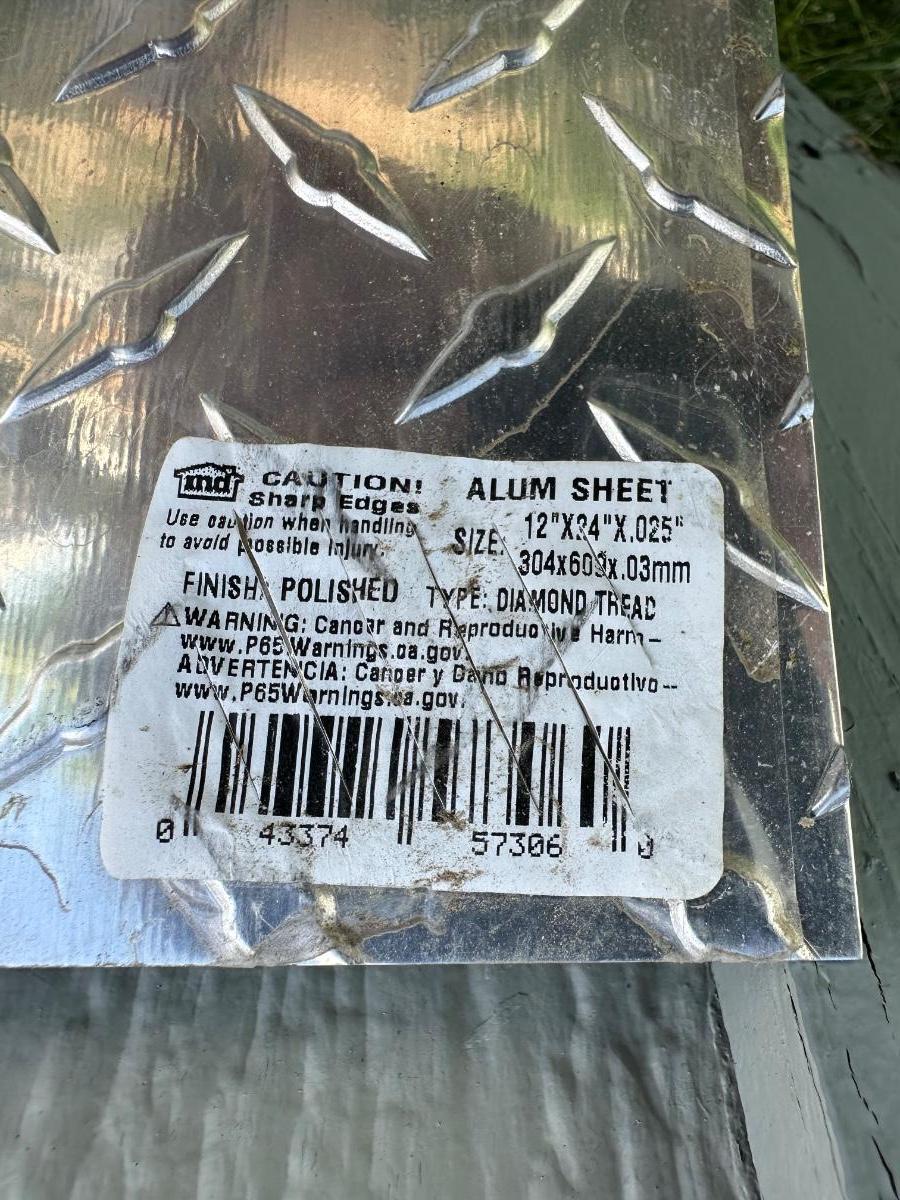 md CAUTION!
Sharp Edges
Use caution when handling
to avoid possible injury.
ALUM SHEET
SIZE: 12"X24"X.025"
304x609x.03mm
FINISH: POLISHED TYPE: DIAMOND TREAD
⚠WARNING: Cancer and Reproductive Harm–
www.P65Warnings.ca.gov.
ADVERTENCIA: Cancer y Dano Reproductivo--
www.P65Warnings.ca.gov.
0 43374 57306 0